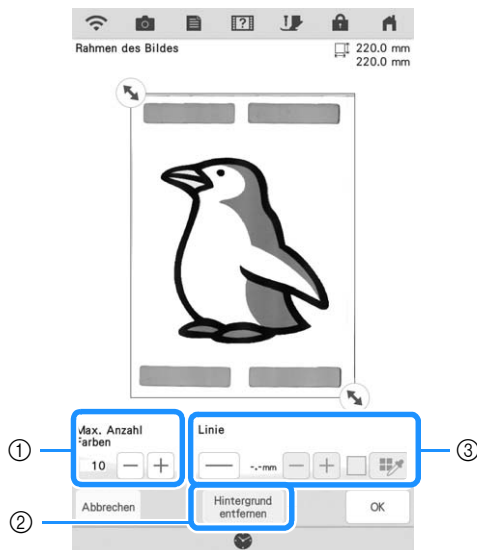 Rahmen des Bildes
220.0 mm
220.0 mm
①
Max. Anzahl
Farben
10
Linie
-.-mm
③
②
Abbrechen
Hintergrund
entfernen
OK